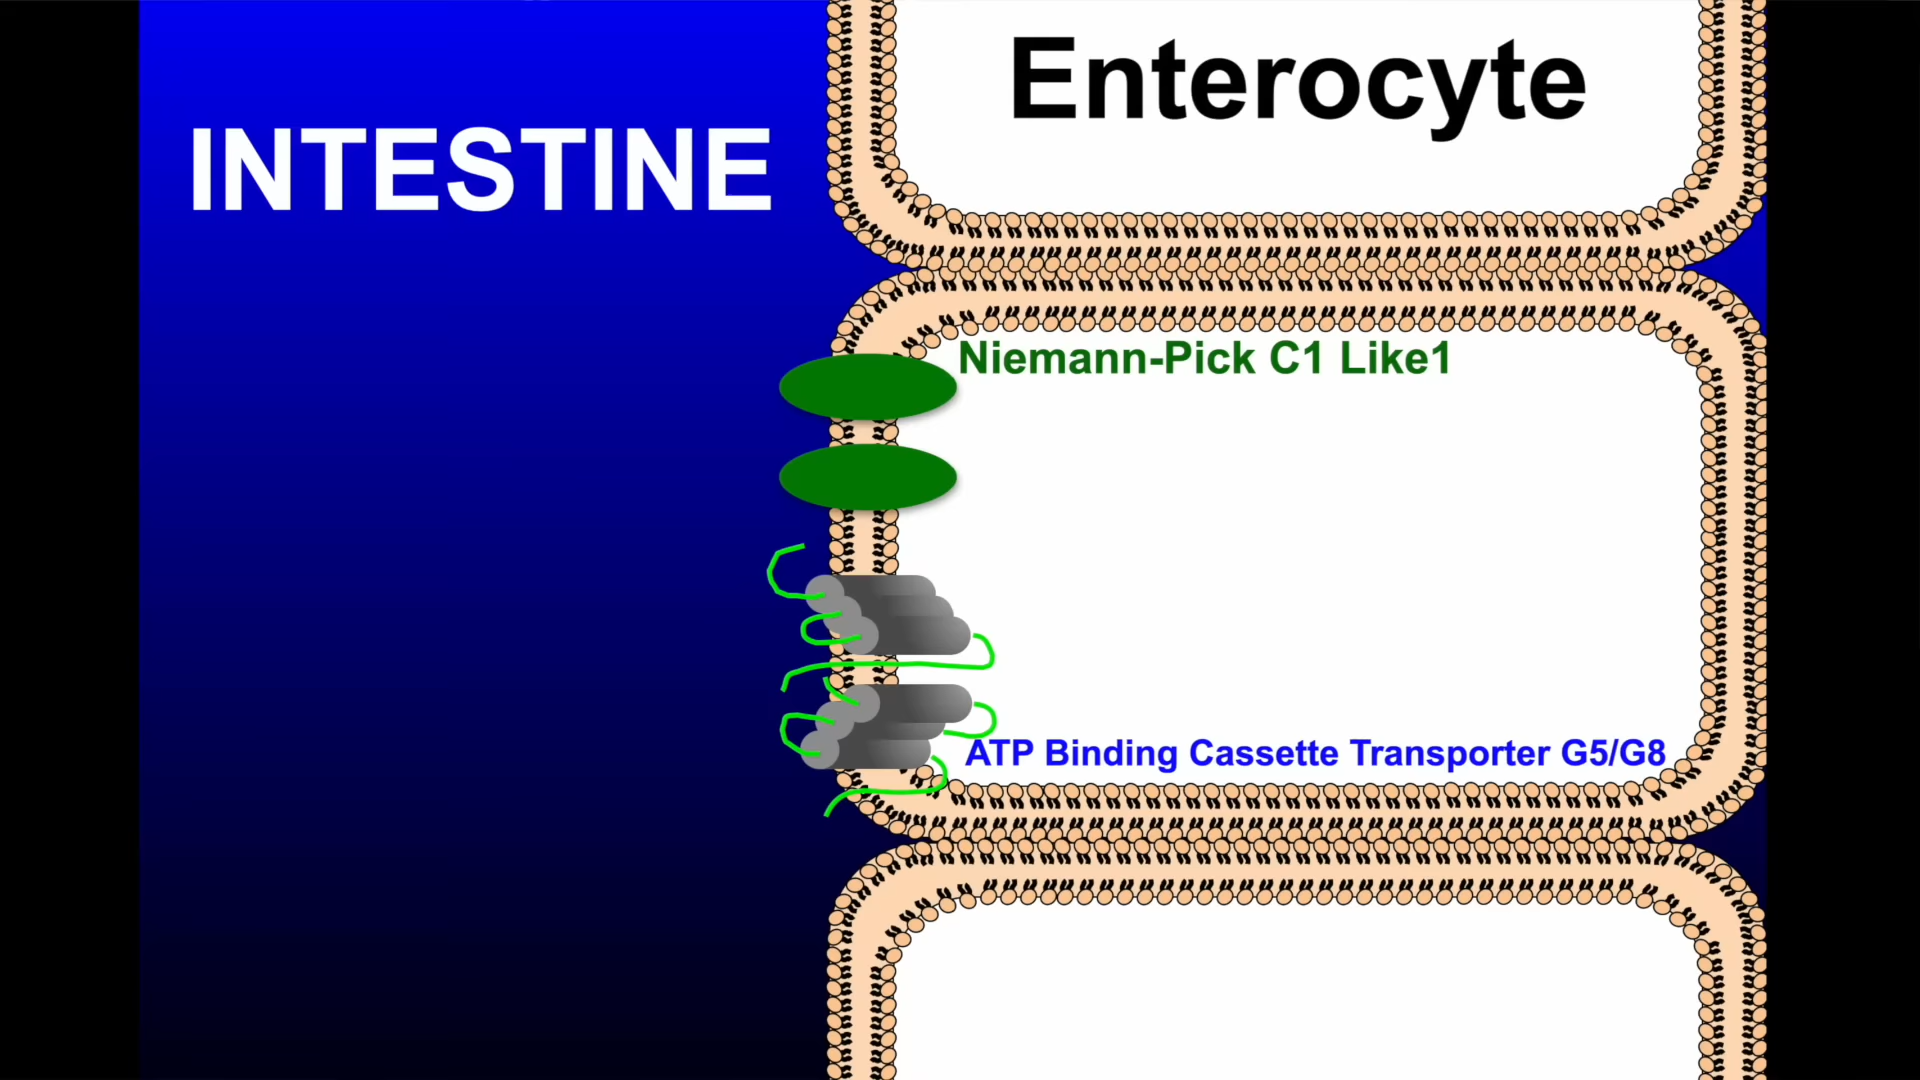 Enterocyte
INTESTINE
Niemann-Pick C1 Like1
ATP Binding Cassette Transporter G5/G8